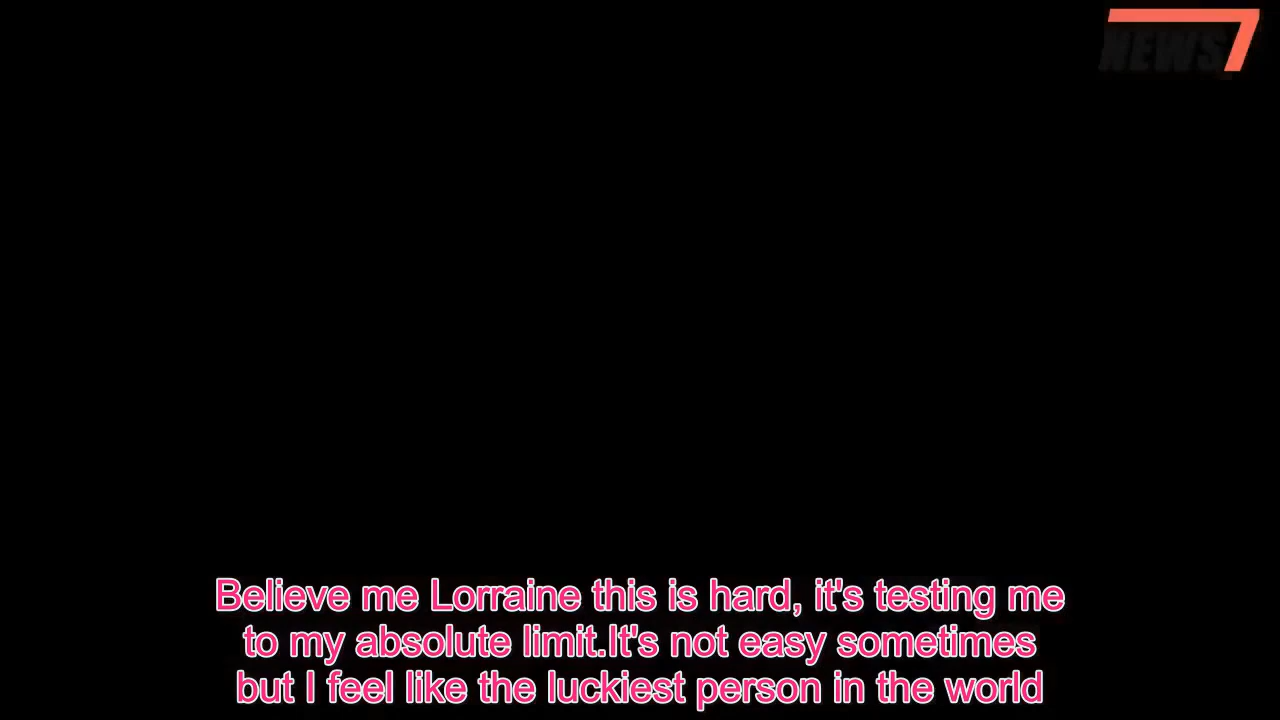 NEWS7
Believe me Lorraine this is hard, it's testing me
to my absolute limit.It's not easy sometimes
but I feel like the luckiest person in the world